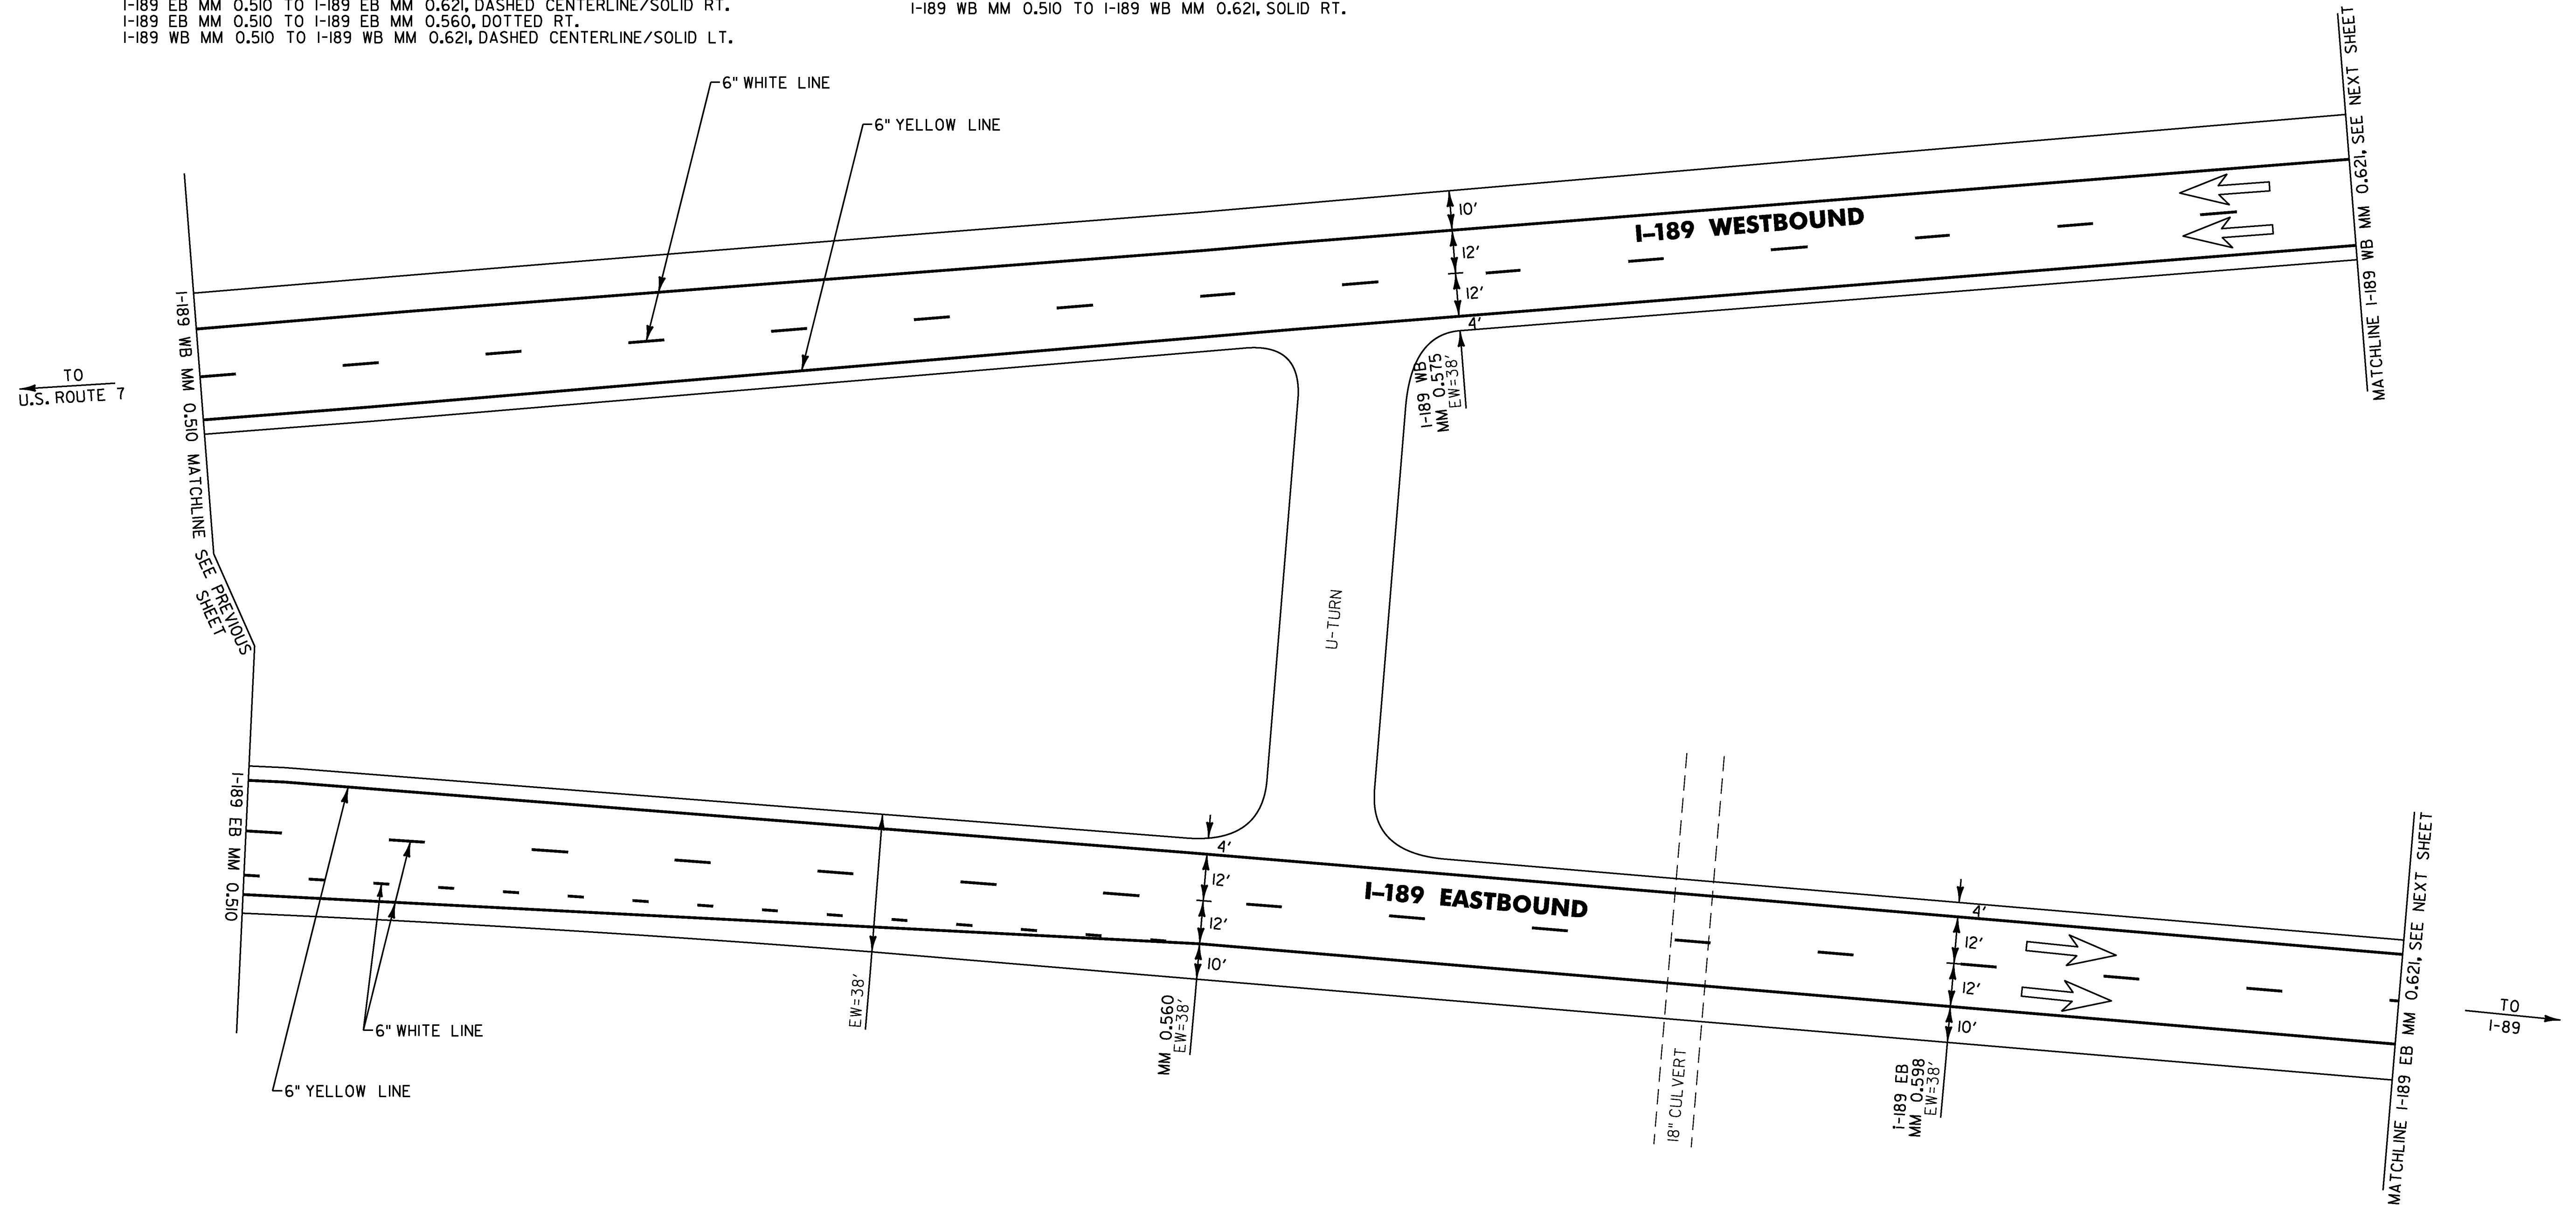 I-189 EB MM 0.510 TO I-189 EB MM 0.621, DASHED CENTERLINE/SOLID RT.
I-189 EB MM 0.510 TO I-189 EB MM 0.560, DOTTED RT.
I-189 WB MM 0.510 TO I-189 WB MM 0.621, DASHED CENTERLINE/SOLID LT.
I-189 WB MM 0.510 TO I-189 WB MM 0.621, SOLID RT.
6" WHITE LINE
6" YELLOW LINE
MATCHLINE I-189 WB MM 0.621, SEE NEXT SHEET
10'
I-189 WESTBOUND
12'
12'
4'
I-189 WB
MM 0.575
EW=38'
TO
U.S. ROUTE 7
I-189 WB MM 0.510 MATCHLINE SEE PREVIOUS
SHEET
U-TURN
I-189 EB MM 0.510
4'
12'
I-189 EASTBOUND
12'
10'
4'
12'
12'
10'
EW=38'
MM 0.560
EW=38'
18" CULVERT
I-189 EB
MM 0.598
EW=38'
6" WHITE LINE
6" YELLOW LINE
MATCHLINE I-189 EB MM 0.621, SEE NEXT SHEET
TO
I-89